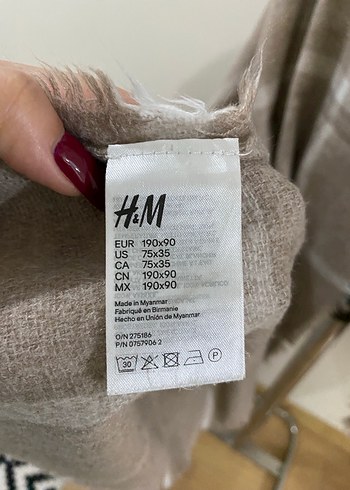 H&M
EUR 190x90
US 75x35
CA 75x35
CN 190x90
MX 190x90
Made in Myanmar
Fabriqué en Birmanie
Hecho en Unión de Myanmar
O/N 275186
P/N 0757906 2
30
P